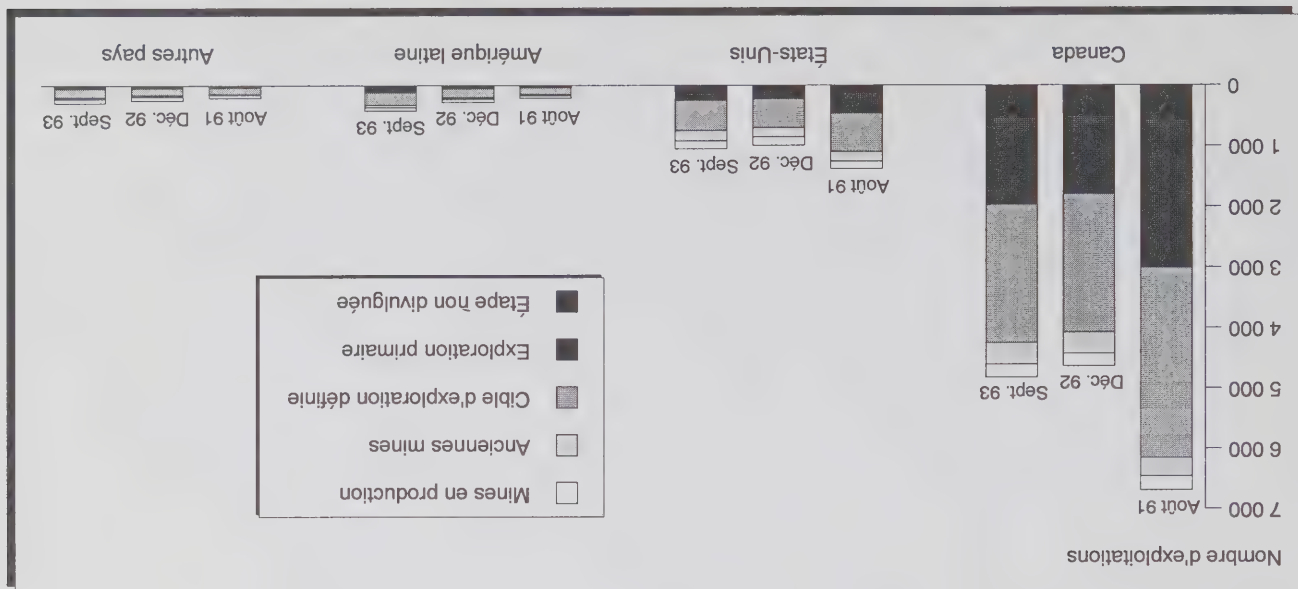 Nombre d'exploitations
7 000
6 000
5 000
4 000
3 000
2 000
1 000
0
Août 91
Déc. 92
Sept. 93
Août 91
Déc. 92
Sept. 93
Août 91
Déc. 92
Sept. 93
Août 91
Déc. 92
Sept. 93
Mines en production
Anciennes mines
Cible d'exploration définie
Exploration primaire
Étape non divulguée
Canada
États-Unis
Amérique latine
Autres pays